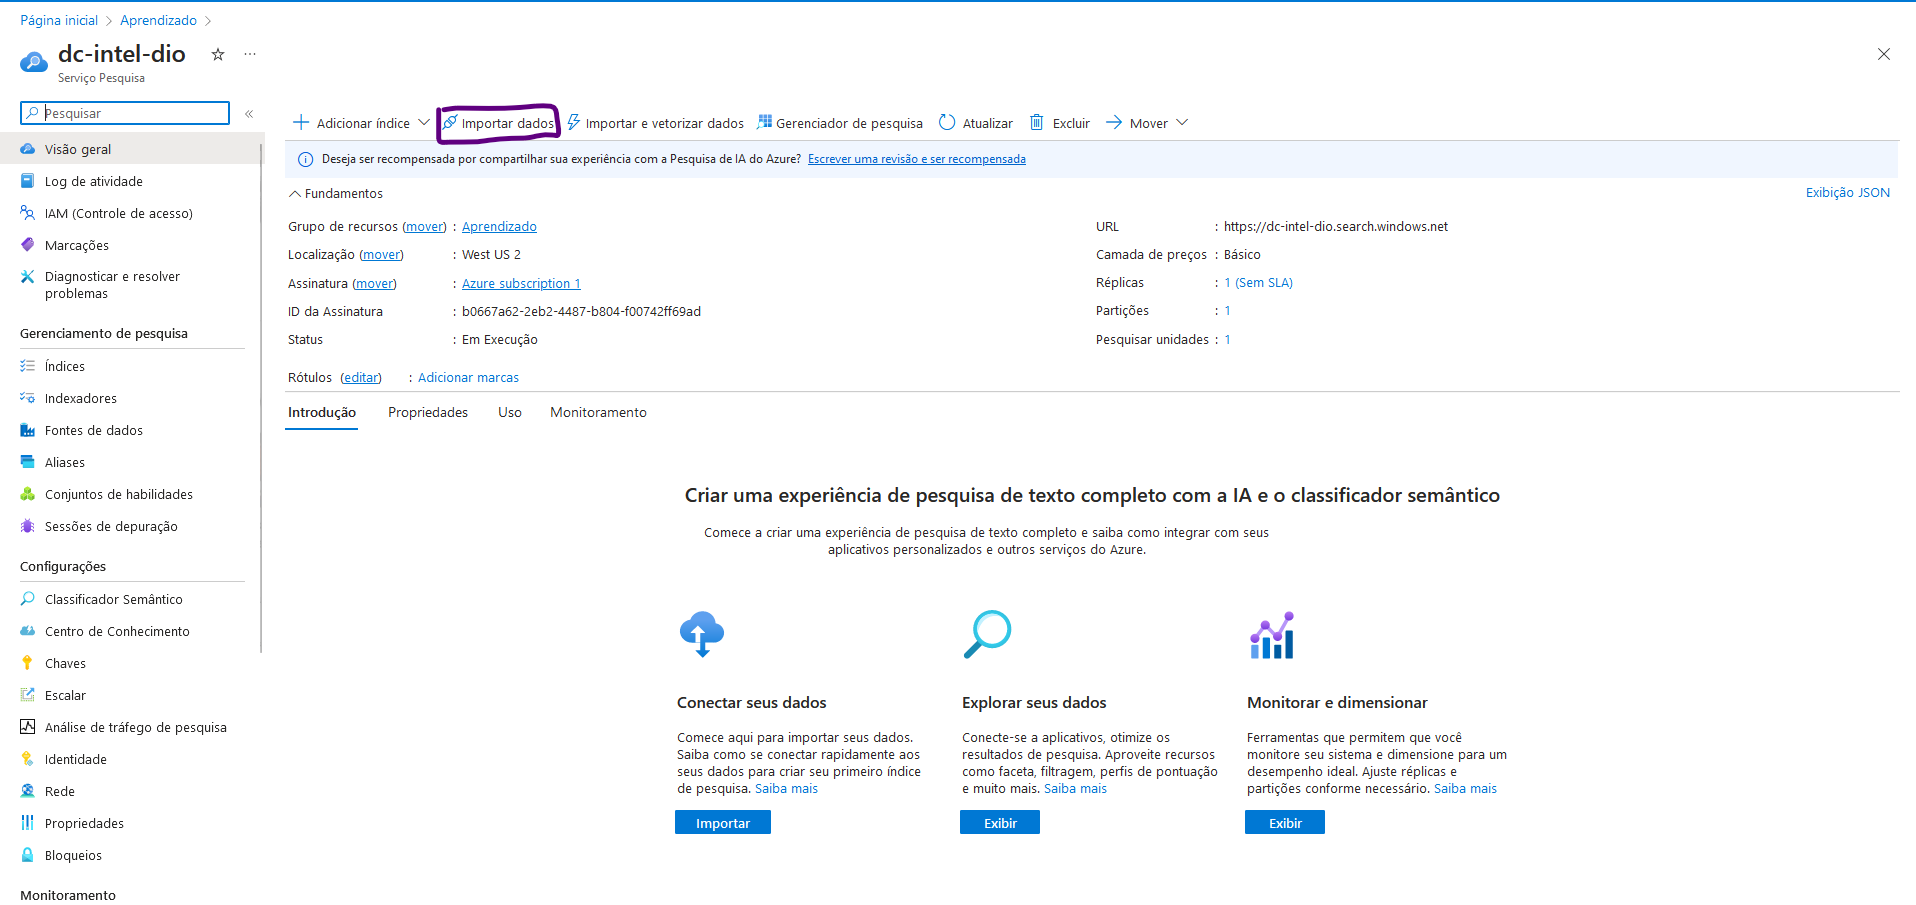 Página inicial > Aprendizado >
dc-intel-dio
Serviço Pesquisa
Pesquisar
Visão geral
Log de atividade
IAM (Controle de acesso)
Marcações
Diagnosticar e resolver
problemas
Gerenciamento de pesquisa
Índices
Indexadores
Fontes de dados
Aliases
Conjuntos de habilidades
Sessões de depuração
Configurações
Classificador Semântico
Centro de Conhecimento
Chaves
Escalar
Análise de tráfego de pesquisa
Identidade
Rede
Propriedades
Bloqueios
Monitoramento
Adicionar índice Importar dados Importar e vetorizar dados Gerenciador de pesquisa Atualizar Excluir Mover
Deseja ser recompensada por compartilhar sua experiência com a Pesquisa de IA do Azure? Escrever uma revisão e ser recompensada
Fundamentos
Exibição JSON
Grupo de recursos (mover) : Aprendizado
Localização (mover) : West US 2
Assinatura (mover) : Azure subscription 1
ID da Assinatura : b0667a62-2eb2-4487-b804-f00742ff69ad
Status : Em Execução
URL : https://dc-intel-dio.search.windows.net
Camada de preços : Básico
Réplicas : 1 (Sem SLA)
Partições : 1
Pesquisar unidades : 1
Rótulos (editar) : Adicionar marcas
Introdução Propriedades Uso Monitoramento
Criar uma experiência de pesquisa de texto completo com a IA e o classificador semântico
Comece a criar uma experiência de pesquisa de texto completo e saiba como integrar com seus
aplicativos personalizados e outros serviços do Azure.
Conectar seus dados
Comece aqui para importar seus dados.
Saiba como se conectar rapidamente aos
seus dados para criar seu primeiro índice
de pesquisa. Saiba mais
Importar
Explorar seus dados
Conecte-se a aplicativos, otimize os
resultados de pesquisa. Aproveite recursos
como faceta, filtragem, perfis de pontuação
e muito mais. Saiba mais
Exibir
Monitorar e dimensionar
Ferramentas que permitem que você
monitore seu sistema e dimensione para um
desempenho ideal. Ajuste réplicas e
partições conforme necessário. Saiba mais
Exibir